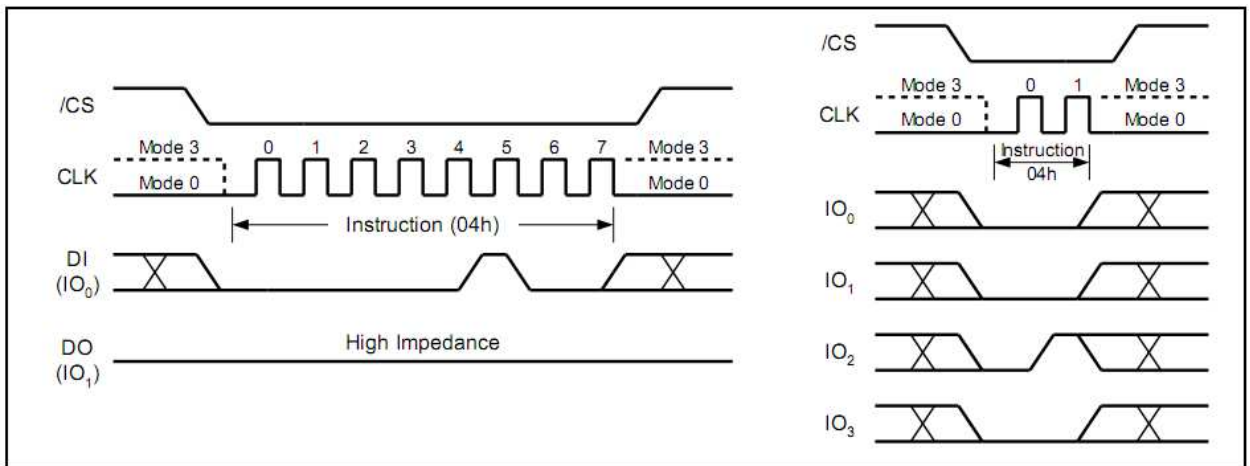 /CS
Mode 3 0 1 2 3 4 5 6 7 Mode 3
CLK Mode 0 Mode 0
Instruction (04h)
DI
(IO₀)
High Impedance
DO
(IO₁)
/CS
Mode 3 0 1 Mode 3
CLK Mode 0 Mode 0
Instruction
04h
IO₀
IO₁
IO₂
IO₃